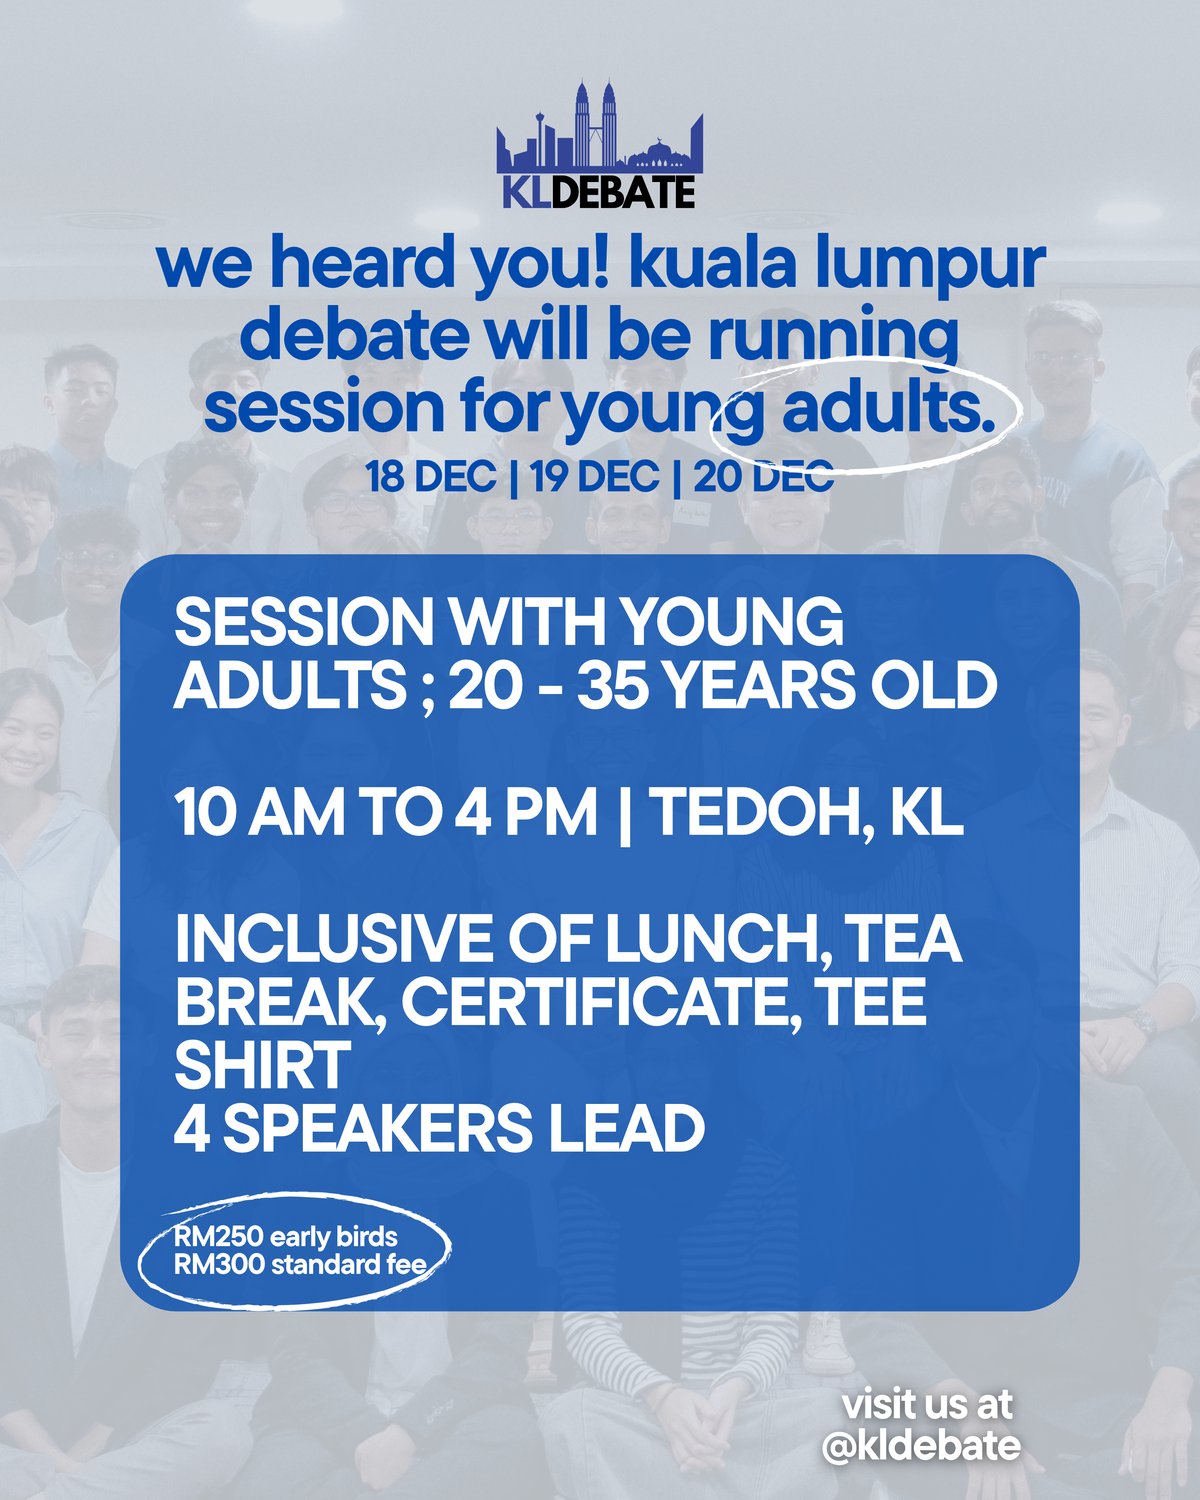 KLDEBATE
we heard you! kuala lumpur
debate will be running
session for young adults.
18 DEC | 19 DEC | 20 DEC
SESSION WITH YOUNG
ADULTS ; 20 - 35 YEARS OLD
10 AM TO 4 PM | TEDOH, KL
INCLUSIVE OF LUNCH, TEA
BREAK, CERTIFICATE, TEE
SHIRT
4 SPEAKERS LEAD
RM250 early birds
RM300 standard fee
visit us at
@kldebate